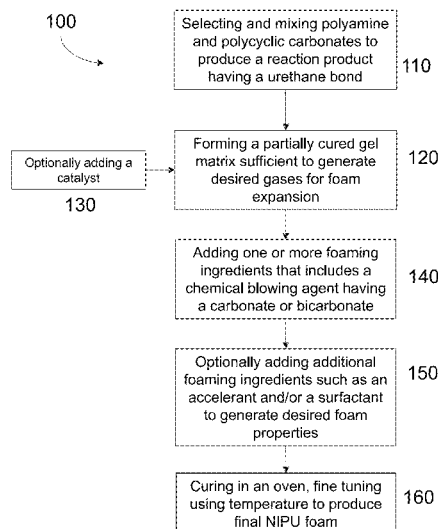 100
Selecting and mixing polyamine
and polycyclic carbonates to
produce a reaction product
having a urethane bond
110
Forming a partially cured gel
matrix sufficient to generate
desired gases for foam
expansion
120
Optionally adding a
catalyst
130
Adding one or more foaming
ingredients that includes a
chemical blowing agent having
a carbonate or bicarbonate
140
Optionally adding additional
foaming ingredients such as an
accelerant and/or a surfactant
to generate desired foam
properties
150
Curing in an oven, fine tuning
using temperature to produce
final NIPU foam
160